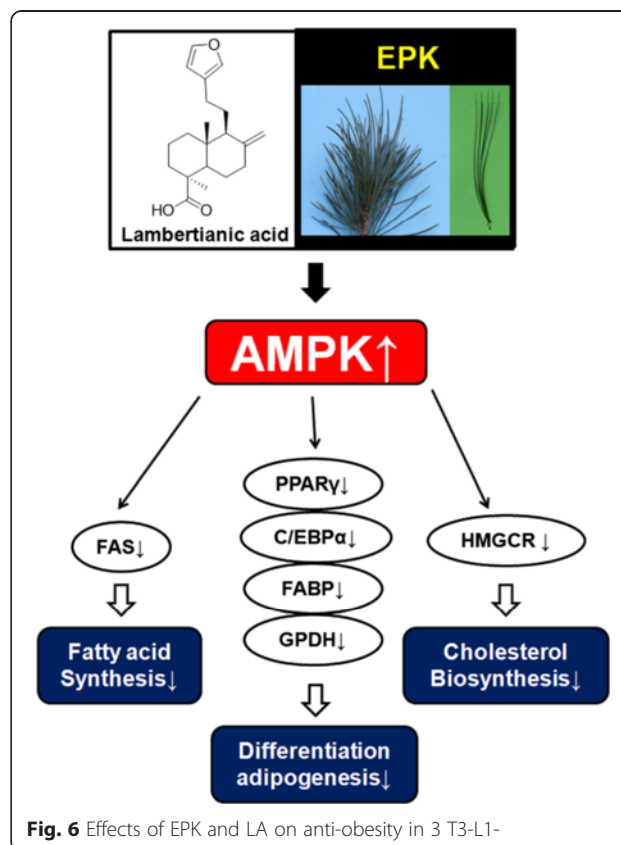 O
EPK
HO
O
Lambertianic acid
AMPK↑
PPARγ↓
C/EBPα↓
FABP↓
GPDH↓
FAS↓
HMGCR ↓
Fatty acid
Synthesis↓
Cholesterol
Biosynthesis↓
Differentiation
adipogenesis↓
Fig. 6 Effects of EPK and LA on anti-obesity in 3 T3-L1-